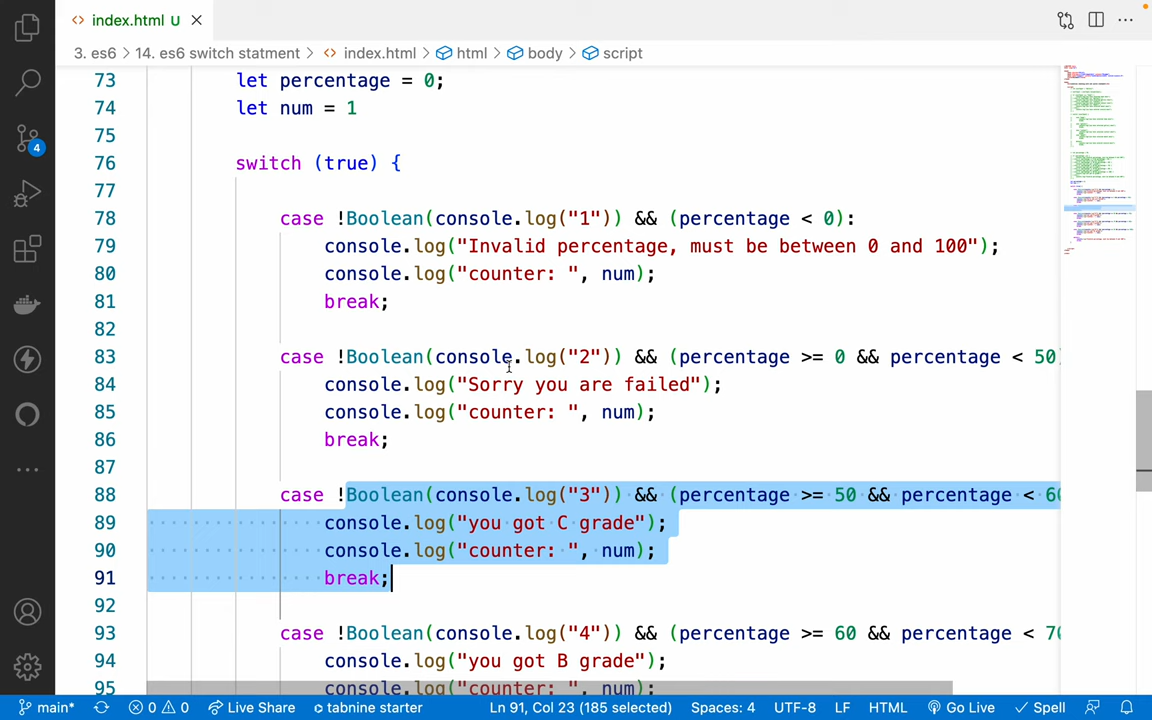 index.html U
3. es6 > 14. es6 switch statment > index.html > html > body > script
73 let percentage = 0;
74 let num = 1
75
76 switch (true) {
77
78 case !Boolean(console.log("1")) && (percentage < 0):
79 console.log("Invalid percentage, must be between 0 and 100");
80 console.log("counter: ", num);
81 break;
82
83 case !Boolean(console.log("2")) && (percentage >= 0 && percentage < 50
84 console.log("Sorry you are failed");
85 console.log("counter: ", num);
86 break;
87
88 case !Boolean(console.log("3")) && (percentage >= 50 && percentage < 60
89 console.log("you got C grade");
90 console.log("counter: ", num);
91 break;
92
93 case !Boolean(console.log("4")) && (percentage >= 60 && percentage < 70
94 console.log("you got B grade");
95 console.log("counter: ", num);
4
main* 0 0 Live Share tabnine starter Ln 91, Col 23 (185 selected) Spaces: 4 UTF-8 LF HTML Go Live Spell